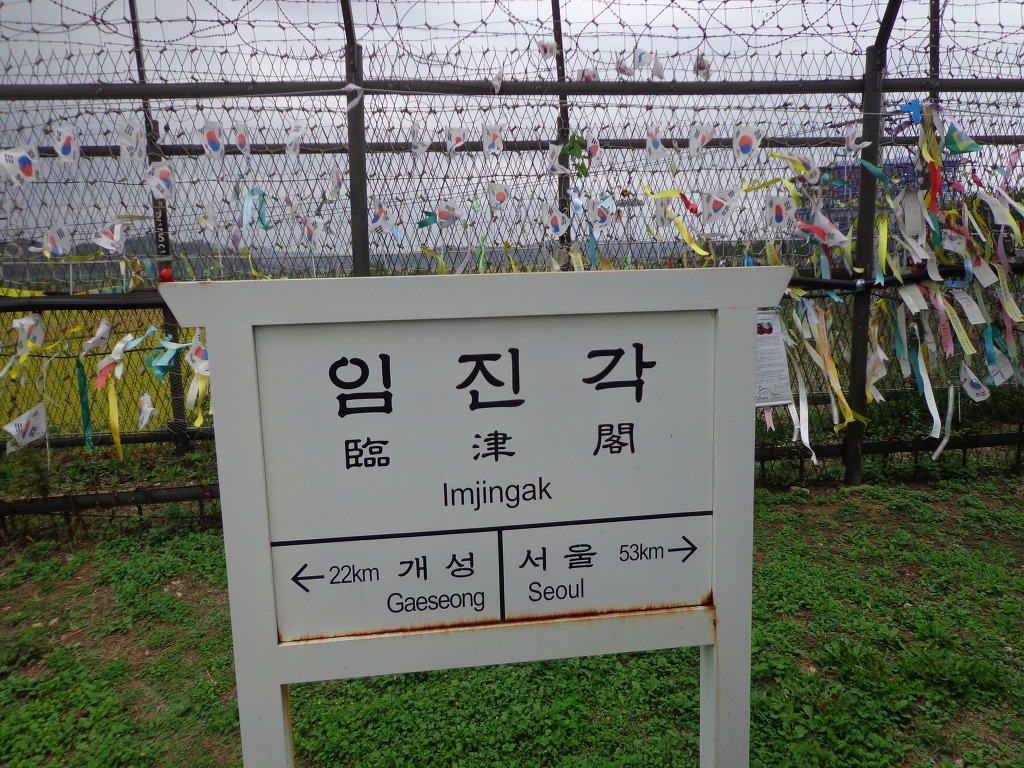 임진각
臨津閣
Imjingak
← 22km 개성
Gaeseong
서울 53km →
Seoul